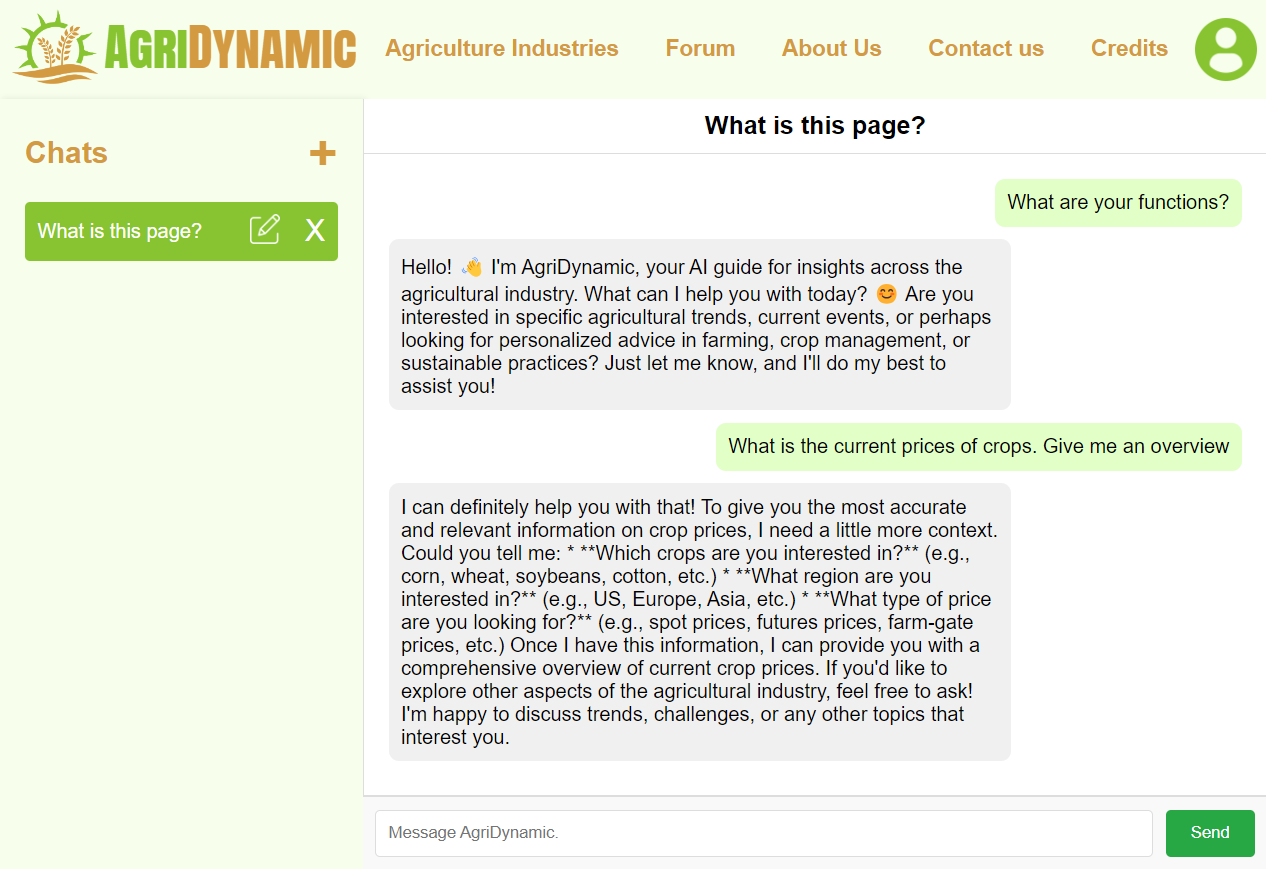 AGRIDYNAMIC
Agriculture Industries
Forum
About Us
Contact us
Credits
Chats
What is this page?
X
What is this page?
What are your functions?
Hello! 👋 I'm AgriDynamic, your AI guide for insights across the
agricultural industry. What can I help you with today? 😊 Are you
interested in specific agricultural trends, current events, or perhaps
looking for personalized advice in farming, crop management, or
sustainable practices? Just let me know, and I'll do my best to
assist you!
What is the current prices of crops. Give me an overview
I can definitely help you with that! To give you the most accurate
and relevant information on crop prices, I need a little more context.
Could you tell me: * **Which crops are you interested in?** (e.g.,
corn, wheat, soybeans, cotton, etc.) * **What region are you
interested in?** (e.g., US, Europe, Asia, etc.) * **What type of price
are you looking for?** (e.g., spot prices, futures prices, farm-gate
prices, etc.) Once I have this information, I can provide you with a
comprehensive overview of current crop prices. If you'd like to
explore other aspects of the agricultural industry, feel free to ask!
I'm happy to discuss trends, challenges, or any other topics that
interest you.
Message AgriDynamic.
Send